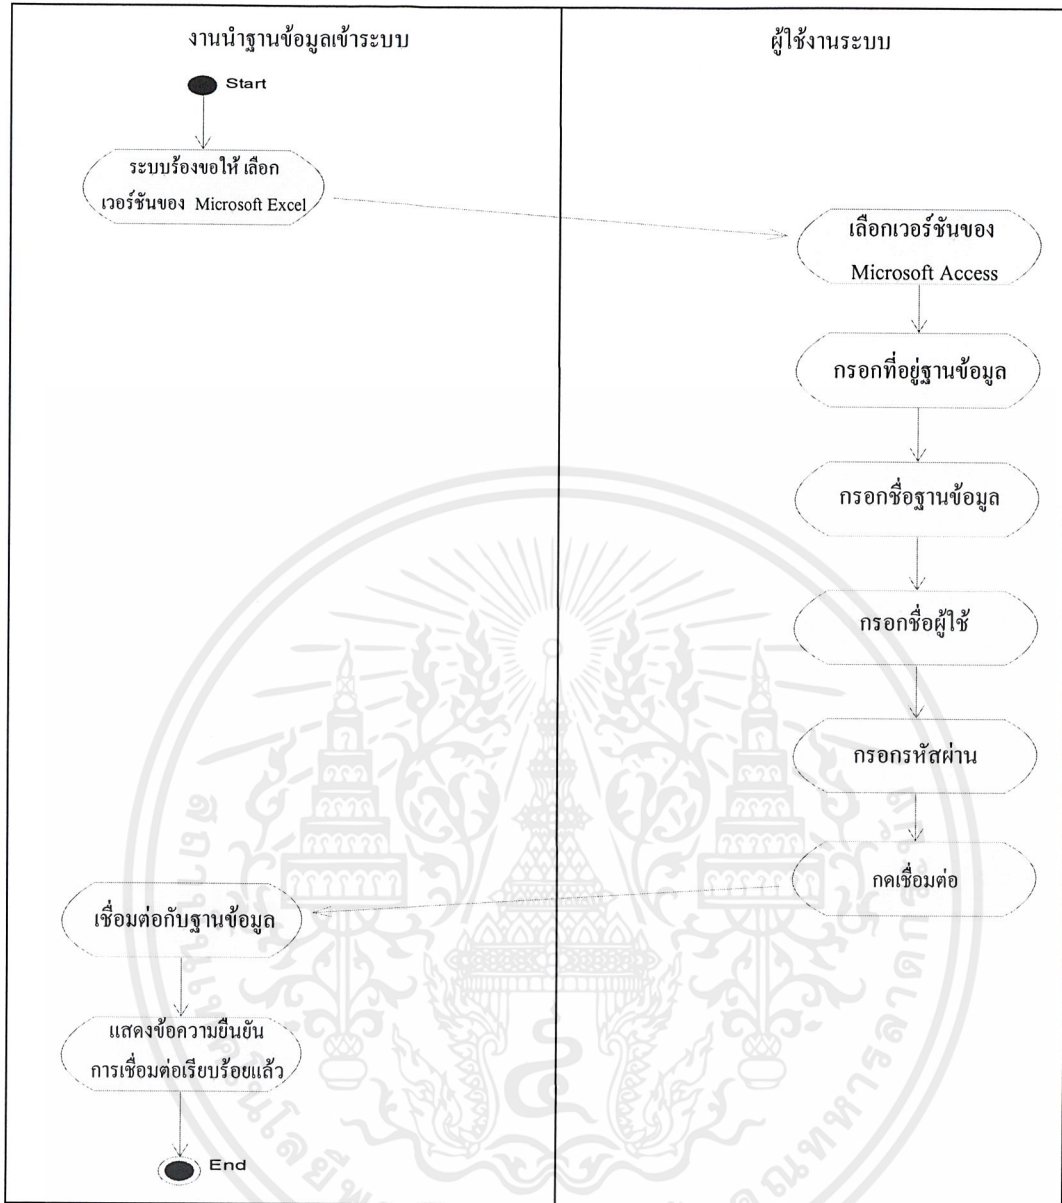 งานนำฐานข้อมูลเข้าระบบ
ผู้ใช้งานระบบ
Start
ระบบร้องขอให้ เลือก
เวอร์ชันของ Microsoft Excel
เลือกเวอร์ชันของ
Microsoft Access
กรอกที่อยู่ฐานข้อมูล
กรอกชื่อฐานข้อมูล
กรอกชื่อผู้ใช้
กรอกรหัสผ่าน
กดเชื่อมต่อ
เชื่อมต่อกับฐานข้อมูล
แสดงข้อความยืนยัน
การเชื่อมต่อเรียบร้อยแล้ว
End